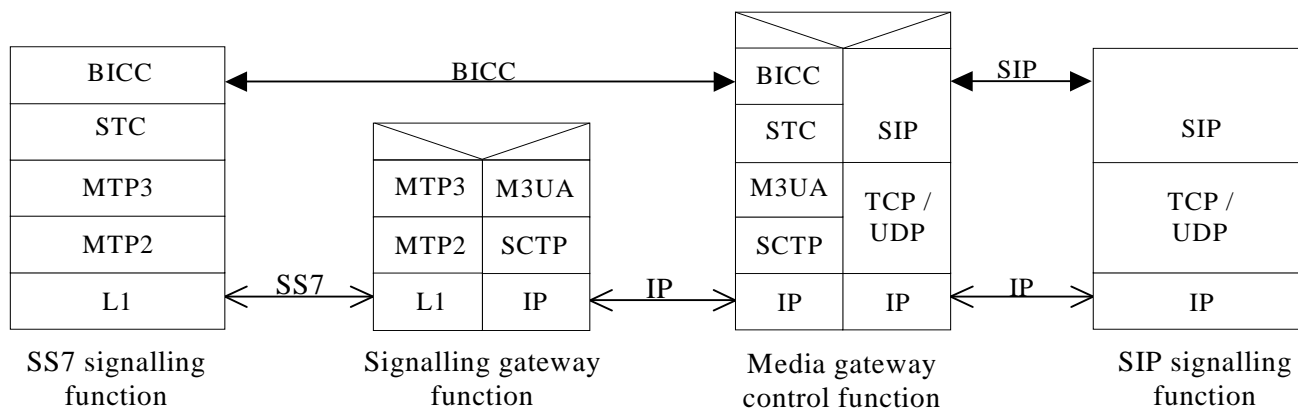 BICC
STC
MTP3
MTP2
L1
SS7 signalling
function
BICC
SS7
MTP3
MTP2
L1
M3UA
SCTP
IP
Signalling gateway
function
IP
BICC
STC
M3UA
SCTP
IP
SIP
TCP /
UDP
IP
Media gateway
control function
SIP
IP
SIP
TCP /
UDP
IP
SIP signalling
function